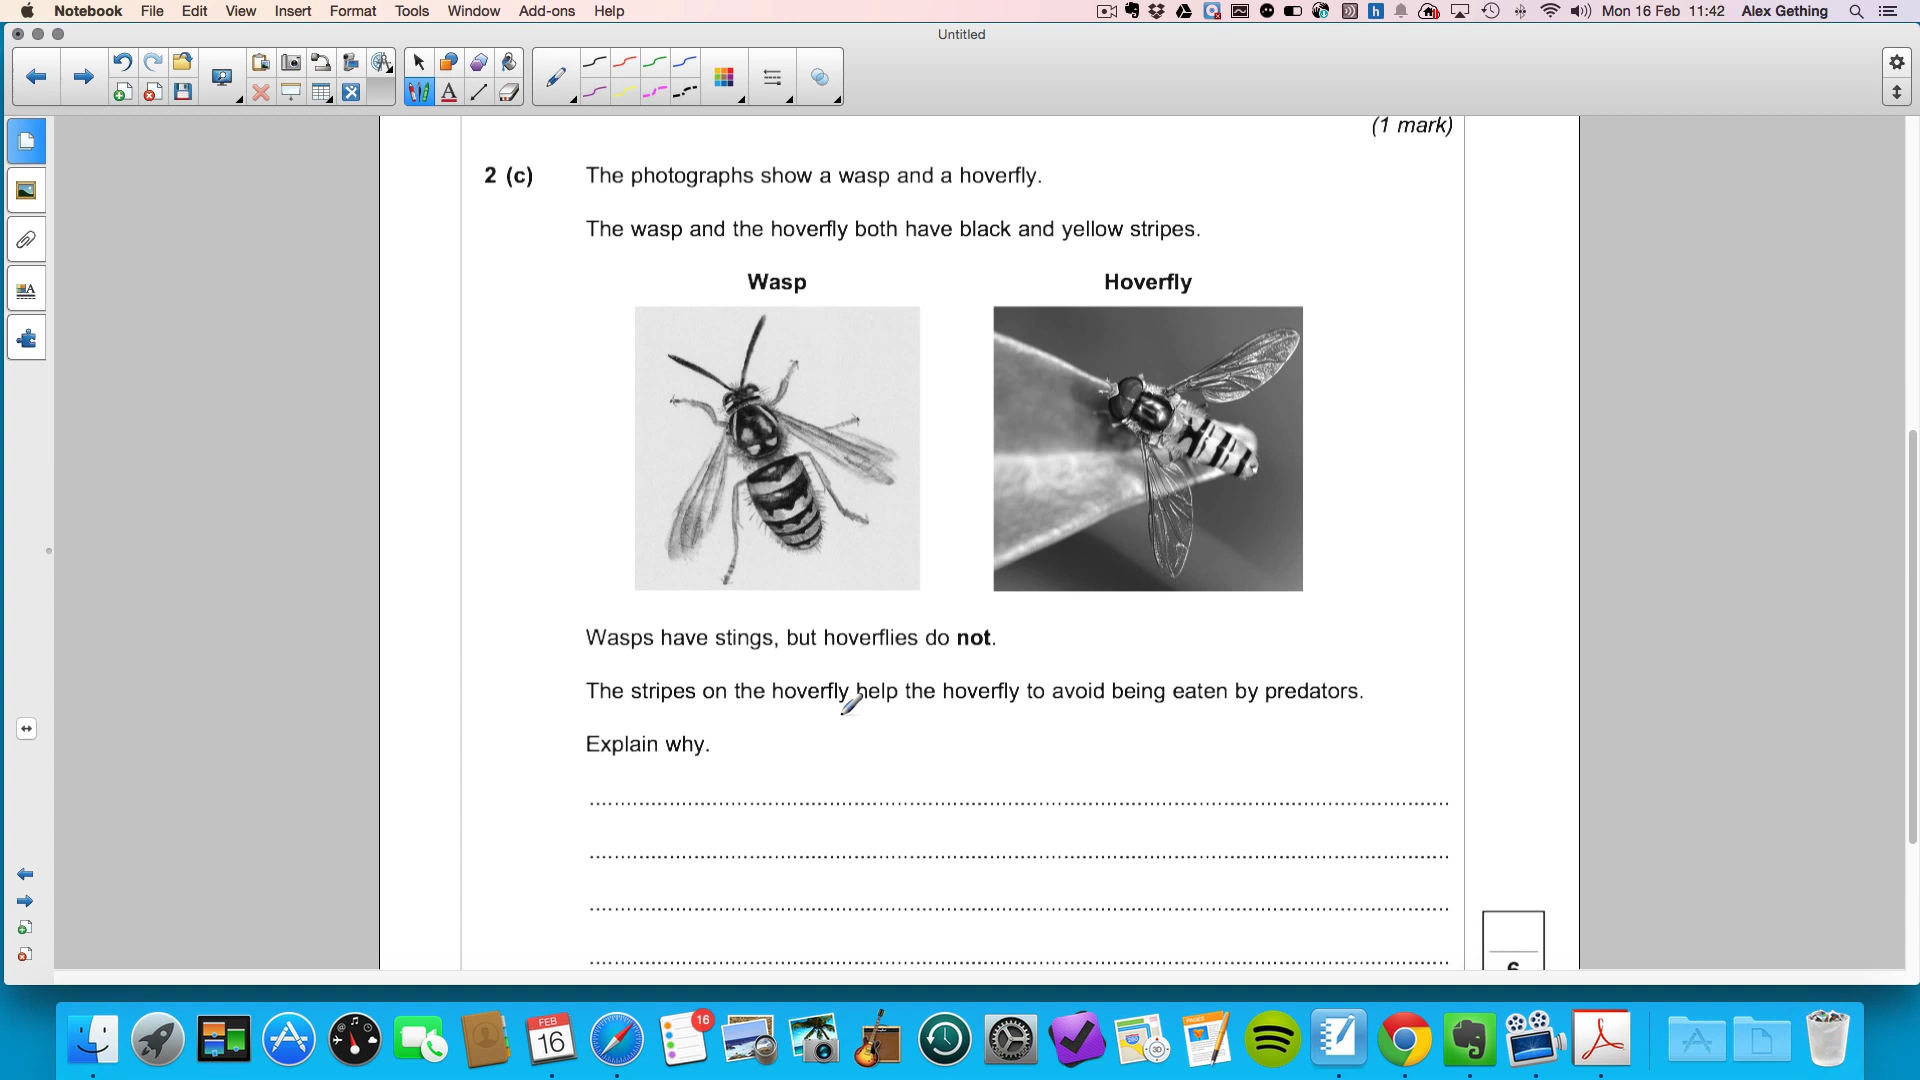 Notebook File Edit View Insert Format Tools Window Add-ons Help Mon 16 Feb 11:42 Alex Gething
Untitled
(1 mark)
2 (c) The photographs show a wasp and a hoverfly.
The wasp and the hoverfly both have black and yellow stripes.
Wasp Hoverfly
Wasps have stings, but hoverflies do not.
The stripes on the hoverfly help the hoverfly to avoid being eaten by predators.
Explain why.
16
FEB
16
3D
PAGES